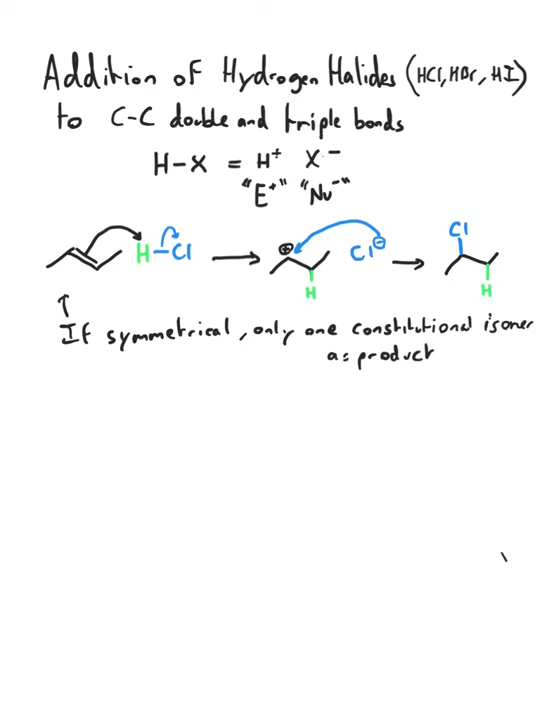 Addition of Hydrogen Halides (HCl, HBr, HI)
to C-C double and triple bonds
H-X = H⁺ X⁻
"E⁺" "Nu⁻"
H-Cl ⊕ Cl⊖ Cl
H H
If symmetrical, only one constitutional isomer
as product